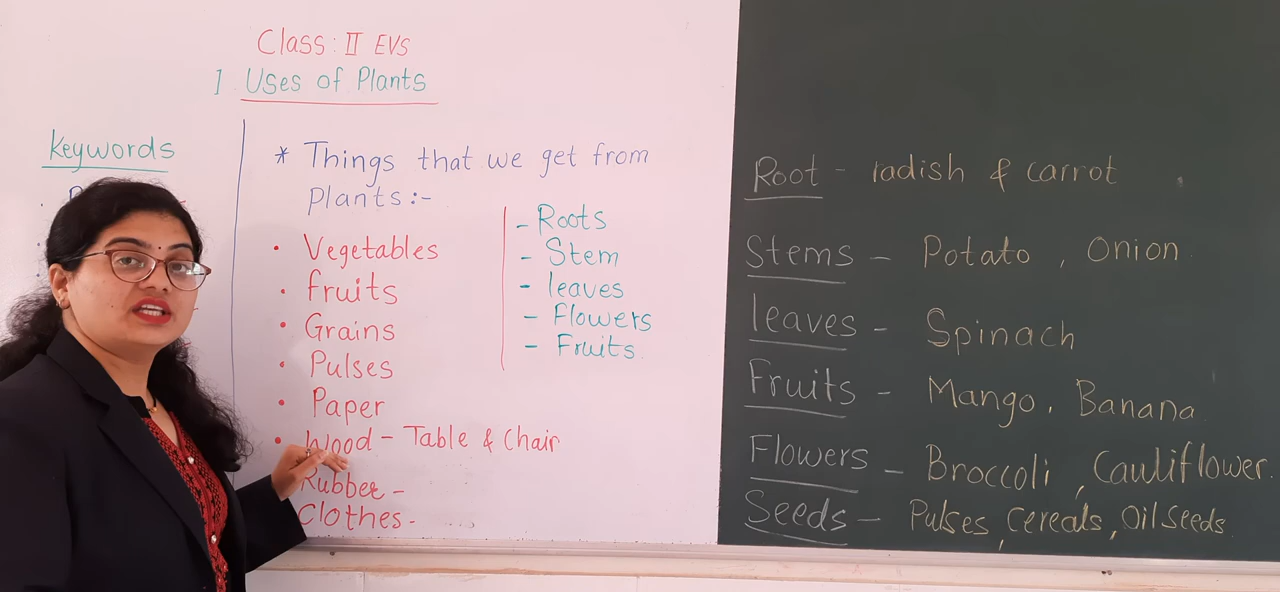 Class: II EVS
1 Uses of Plants
Keywords
* Things that we get from
Plants:-
• Vegetables
• fruits
• Grains
• Pulses
• Paper
• Wood - Table & Chair
Rubber -
Clothes -
- Roots
- Stem
- leaves
- Flowers
- Fruits
Root - radish & carrot
Stems - Potato, Onion
leaves - Spinach
Fruits - Mango, Banana
Flowers - Broccoli, Cauliflower
Seeds - Pulses, cereals, Oil seeds